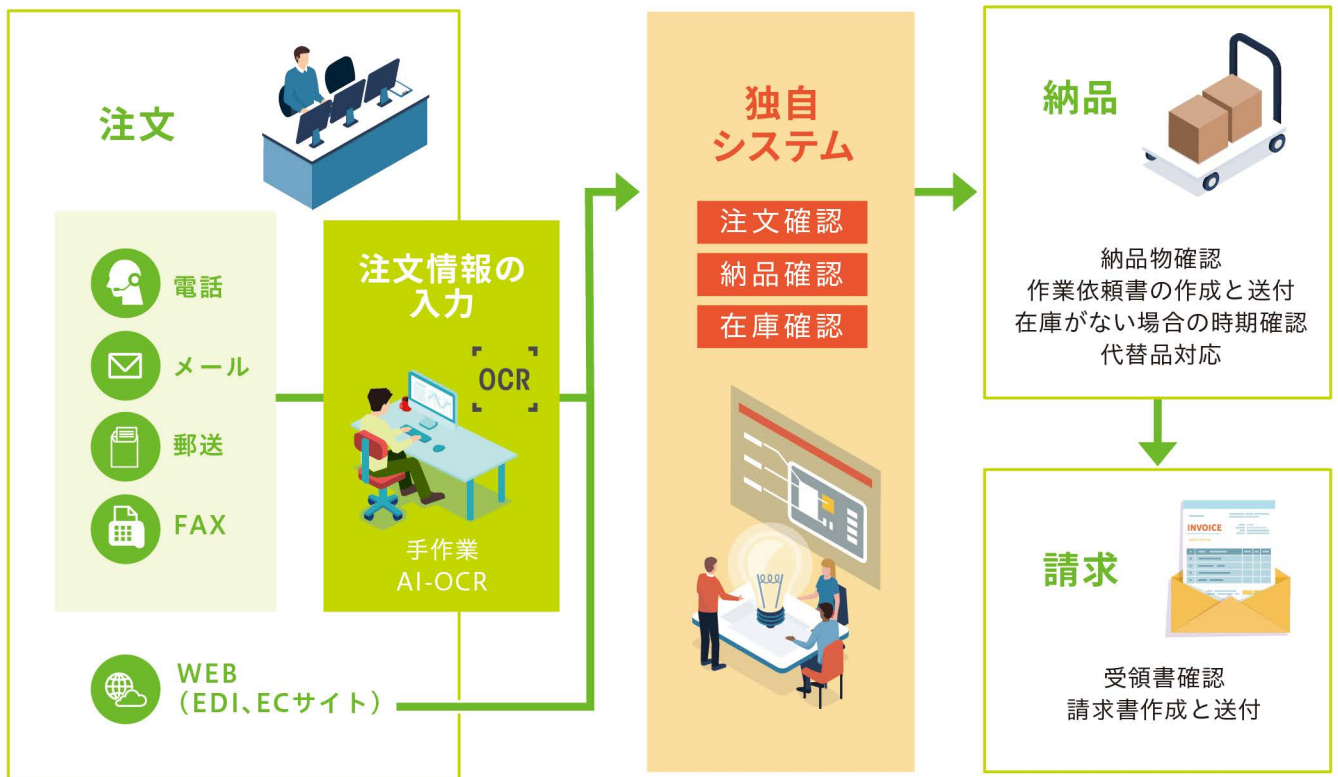 注文
電話
メール
郵送
FAX
WEB
（EDI、ECサイト）
注文情報の
入力
OCR
手作業
AI-OCR
独自
システム
注文確認
納品確認
在庫確認
納品
納品物確認
作業依頼書の作成と送付
在庫がない場合の時期確認
代替品対応
請求
INVOICE
受領書確認
請求書作成と送付